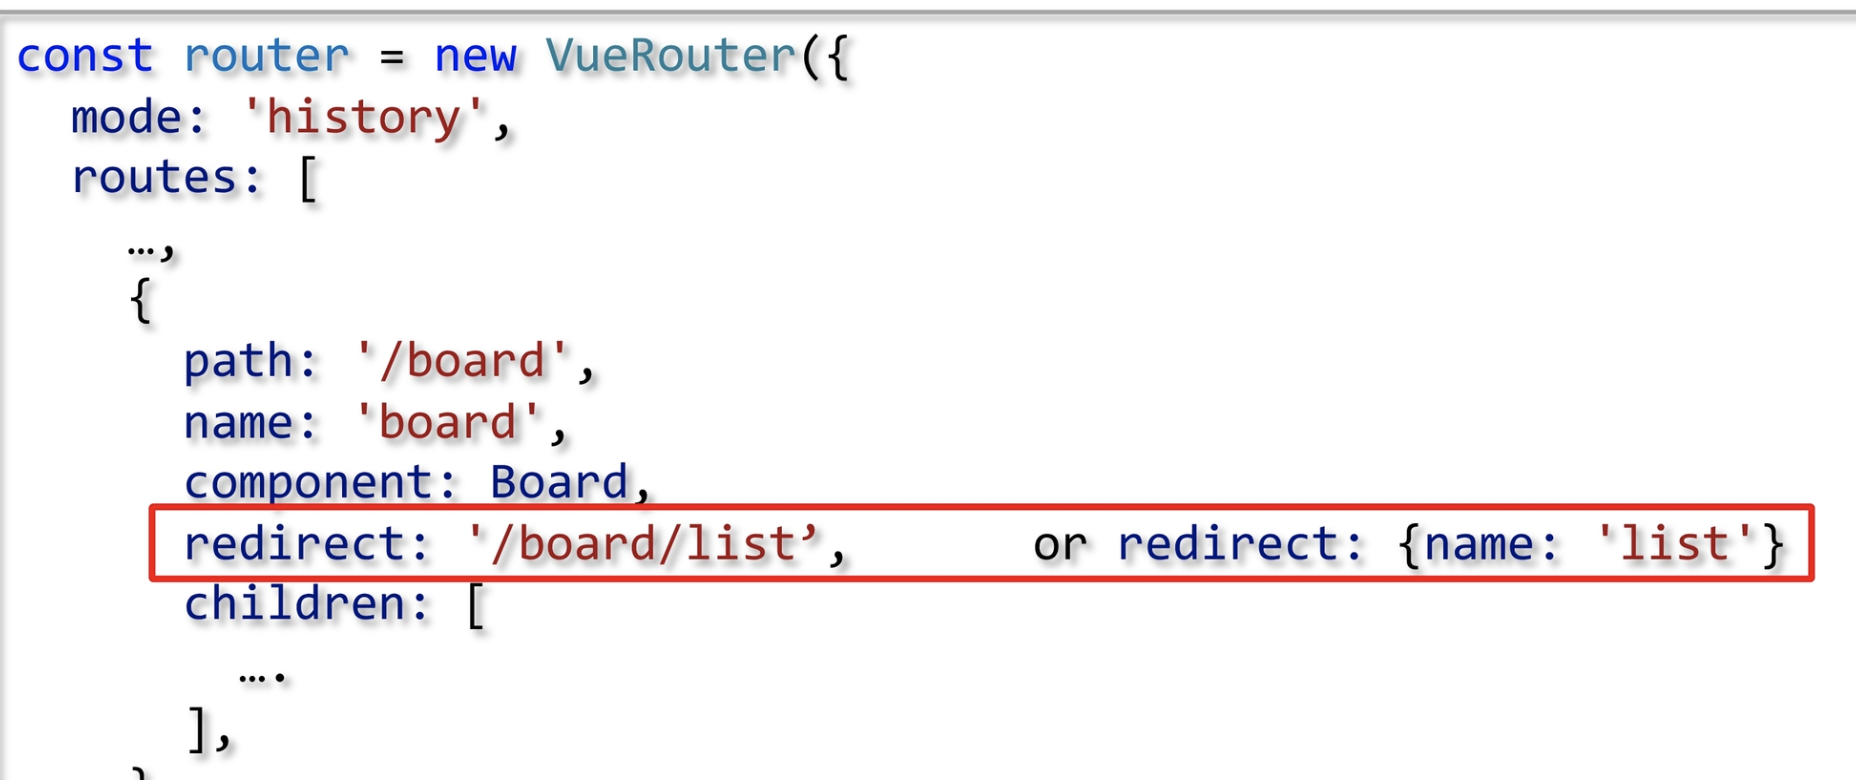 const router = new VueRouter({
mode: 'history',
routes: [
…,
{
path: '/board',
name: 'board',
component: Board,
redirect: '/board/list’, or redirect: {name: 'list'}
children: [
….
],
}